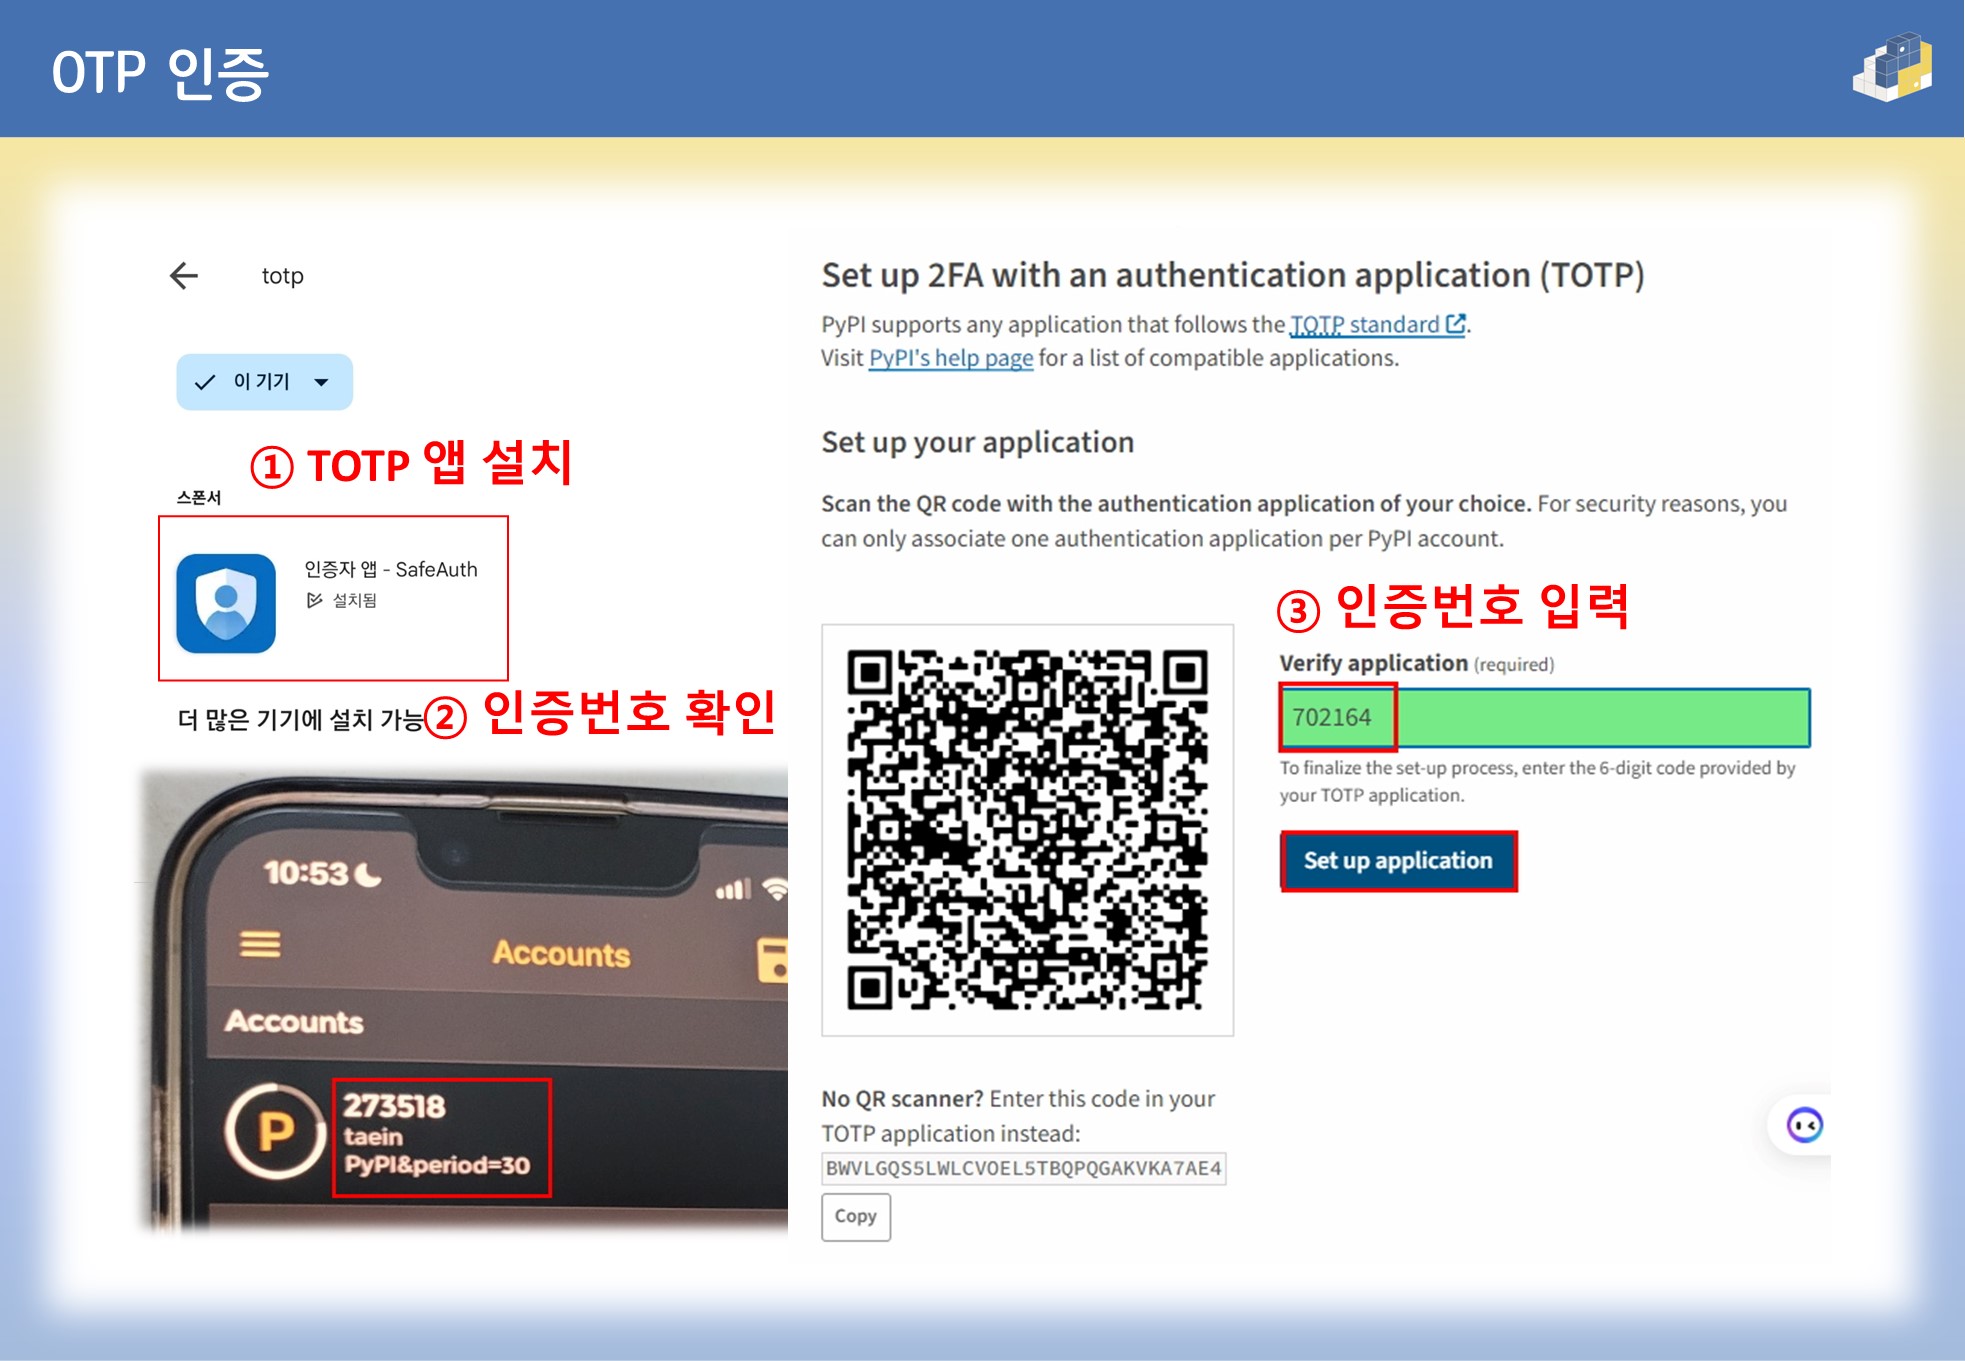 OTP 인증
totp
이 기기
① TOTP 앱 설치
스폰서
인증자 앱 - SafeAuth
설치됨
더 많은 기기에 설치 가능
② 인증번호 확인
10:53
Accounts
Accounts
P
273518
taein
PyPI&period=30
Set up 2FA with an authentication application (TOTP)
PyPI supports any application that follows the TOTP standard.
Visit PyPI's help page for a list of compatible applications.
Set up your application
Scan the QR code with the authentication application of your choice. For security reasons, you
can only associate one authentication application per PyPI account.
③ 인증번호 입력
Verify application (required)
702164
To finalize the set-up process, enter the 6-digit code provided by
your TOTP application.
Set up application
No QR scanner? Enter this code in your
TOTP application instead:
BWVLGQS5LWLCVOEL5TBQPQGAKVKA7AE4
Copy